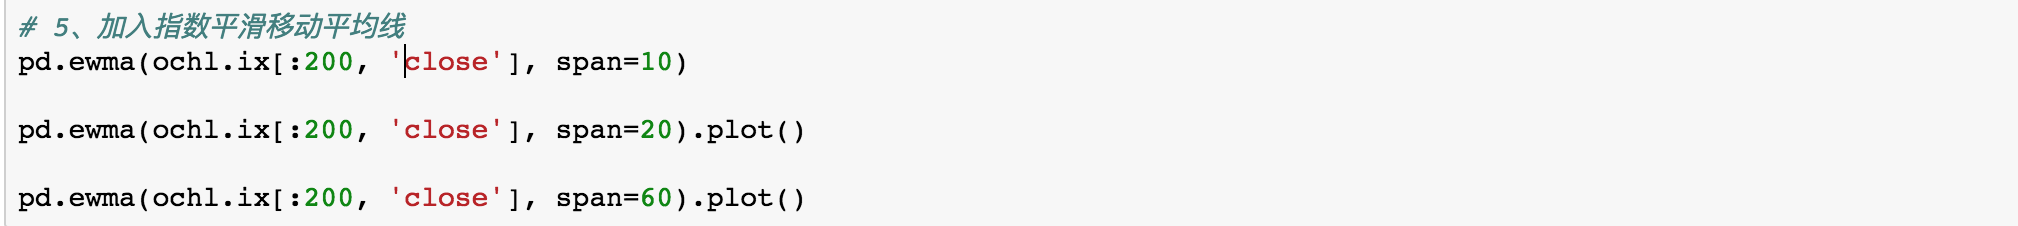 # 5、加入指数平滑移动平均线
pd.ewma(ochl.ix[:200, 'close'], span=10)
pd.ewma(ochl.ix[:200, 'close'], span=20).plot()
pd.ewma(ochl.ix[:200, 'close'], span=60).plot()